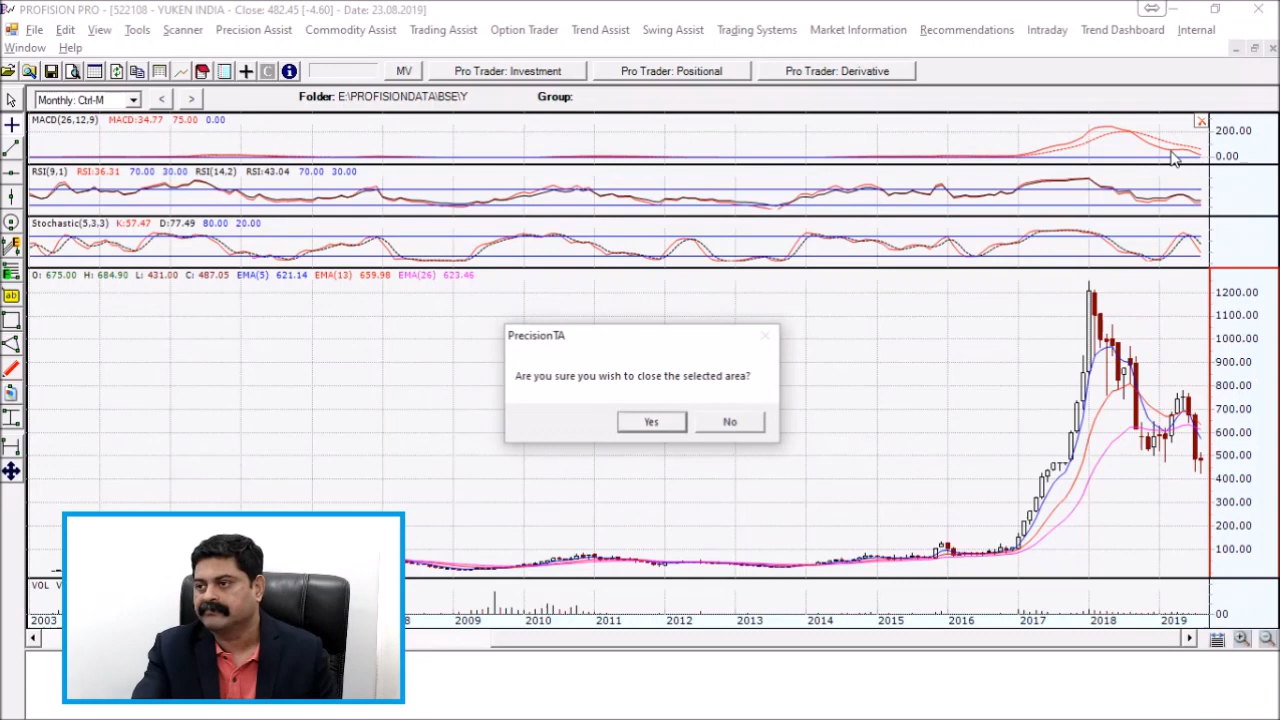 PROFISION PRO - [522108 - YUKEN INDIA - Close: 482.45 [-4.60] - Date: 23.08.2019]
File Edit View Tools Scanner Precision Assist Commodity Assist Trading Assist Option Trader Trend Assist Swing Assist Trading Systems Market Information Recommendations Intraday Trend Dashboard Internal
Window Help
MV Pro Trader: Investment Pro Trader: Positional Pro Trader: Derivative
Monthly: Ctrl-M < > Folder: E:\PROFISIONDATA\BSE\Y Group:
MACD(26,12,9) MACD:34.77 75.00 0.00
200.00
0.00
RSI(9,1) RSI:36.31 70.00 30.00 RSI(14,2) RSI:43.04 70.00 30.00
Stochastic(5,3,3) K:57.47 D:77.49 80.00 20.00
O: 675.00 H: 684.90 L: 431.00 C: 487.05 EMA(5) 621.14 EMA(13) 659.98 EMA(26) 623.46
1200.00
1100.00
1000.00
900.00
800.00
700.00
600.00
500.00
400.00
300.00
200.00
100.00
PrecisionTA
Are you sure you wish to close the selected area?
Yes No
VOL
00
2003 2009 2010 2011 2012 2013 2014 2015 2016 2017 2018 2019